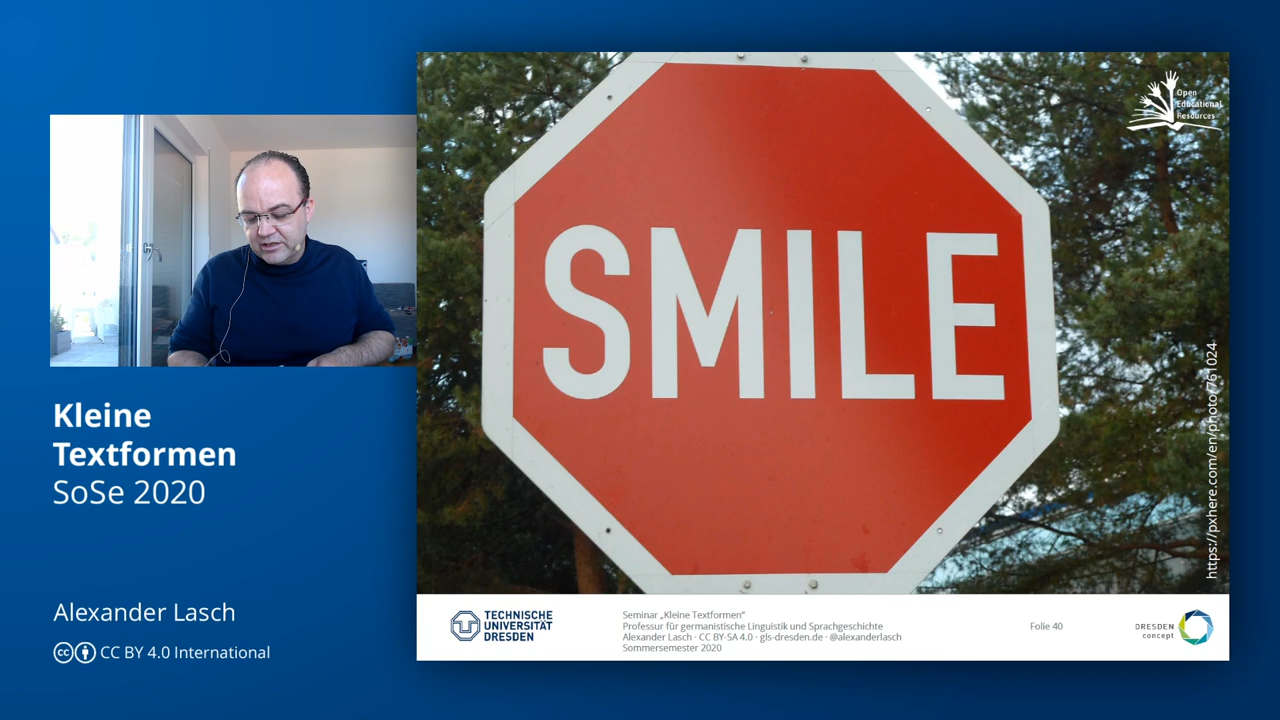 Open
Educational
Resources
SMILE
https://pxhere.com/en/photo/761024
Kleine
Textformen
SoSe 2020
Alexander Lasch
CC BY 4.0 International
TECHNISCHE
UNIVERSITÄT
DRESDEN
Seminar „Kleine Textformen“
Professur für germanistische Linguistik und Sprachgeschichte
Alexander Lasch · CC BY-SA 4.0 · gls-dresden.de · @alexanderlasch
Sommersemester 2020
Folie 40
DRESDEN
concept